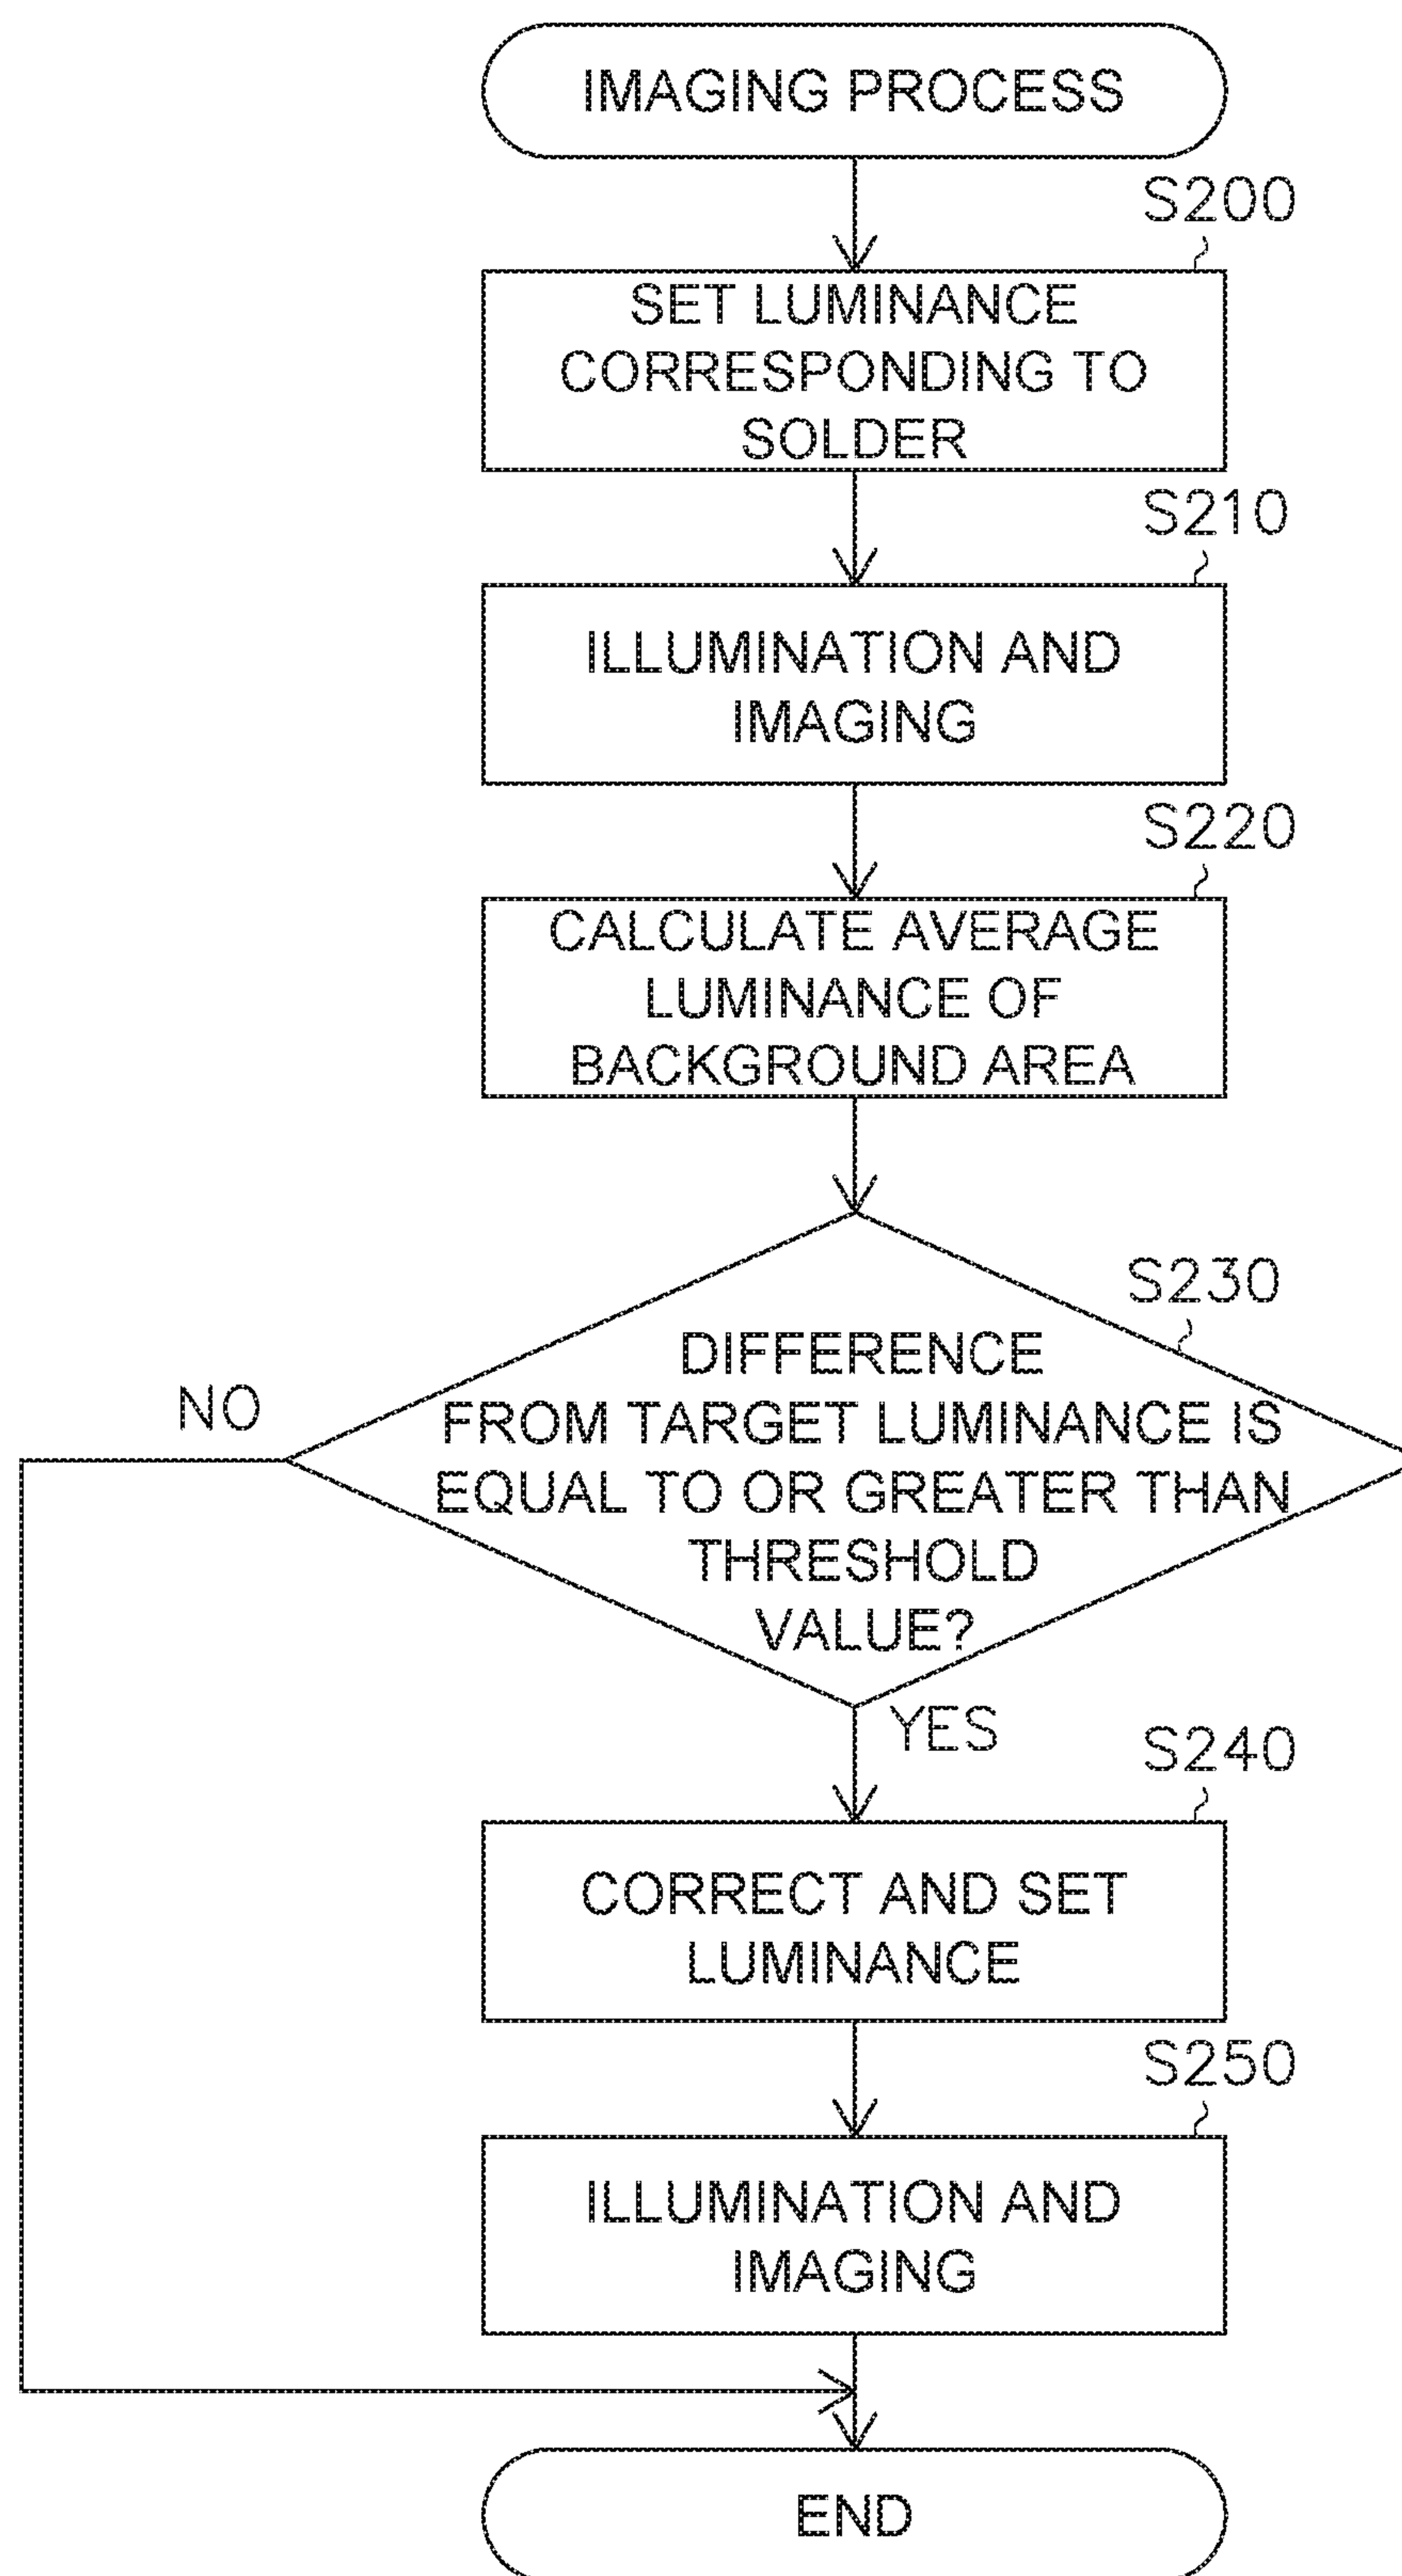 IMAGING PROCESS
S200
SET LUMINANCE
CORRESPONDING TO
SOLDER
S210
ILLUMINATION AND
IMAGING
S220
CALCULATE AVERAGE
LUMINANCE OF
BACKGROUND AREA
S230
DIFFERENCE
FROM TARGET LUMINANCE IS
EQUAL TO OR GREATER THAN
THRESHOLD
VALUE?
NO
YES
S240
CORRECT AND SET
LUMINANCE
S250
ILLUMINATION AND
IMAGING
END